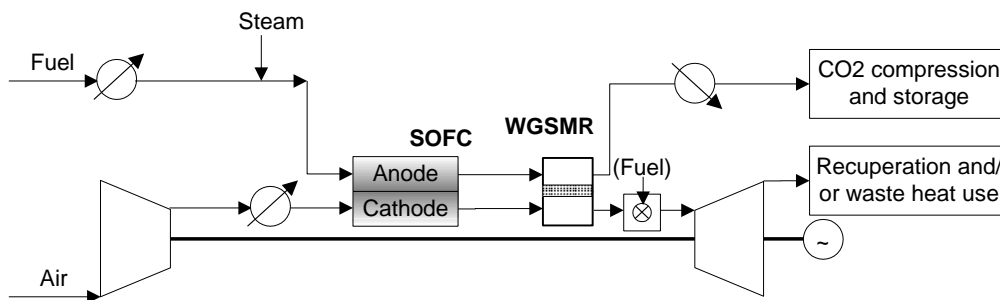 Steam
Fuel
CO2 compression
and storage
SOFC
WGSMR
(Fuel)
Anode
Cathode
Recuperation and/
or waste heat use
Air
~